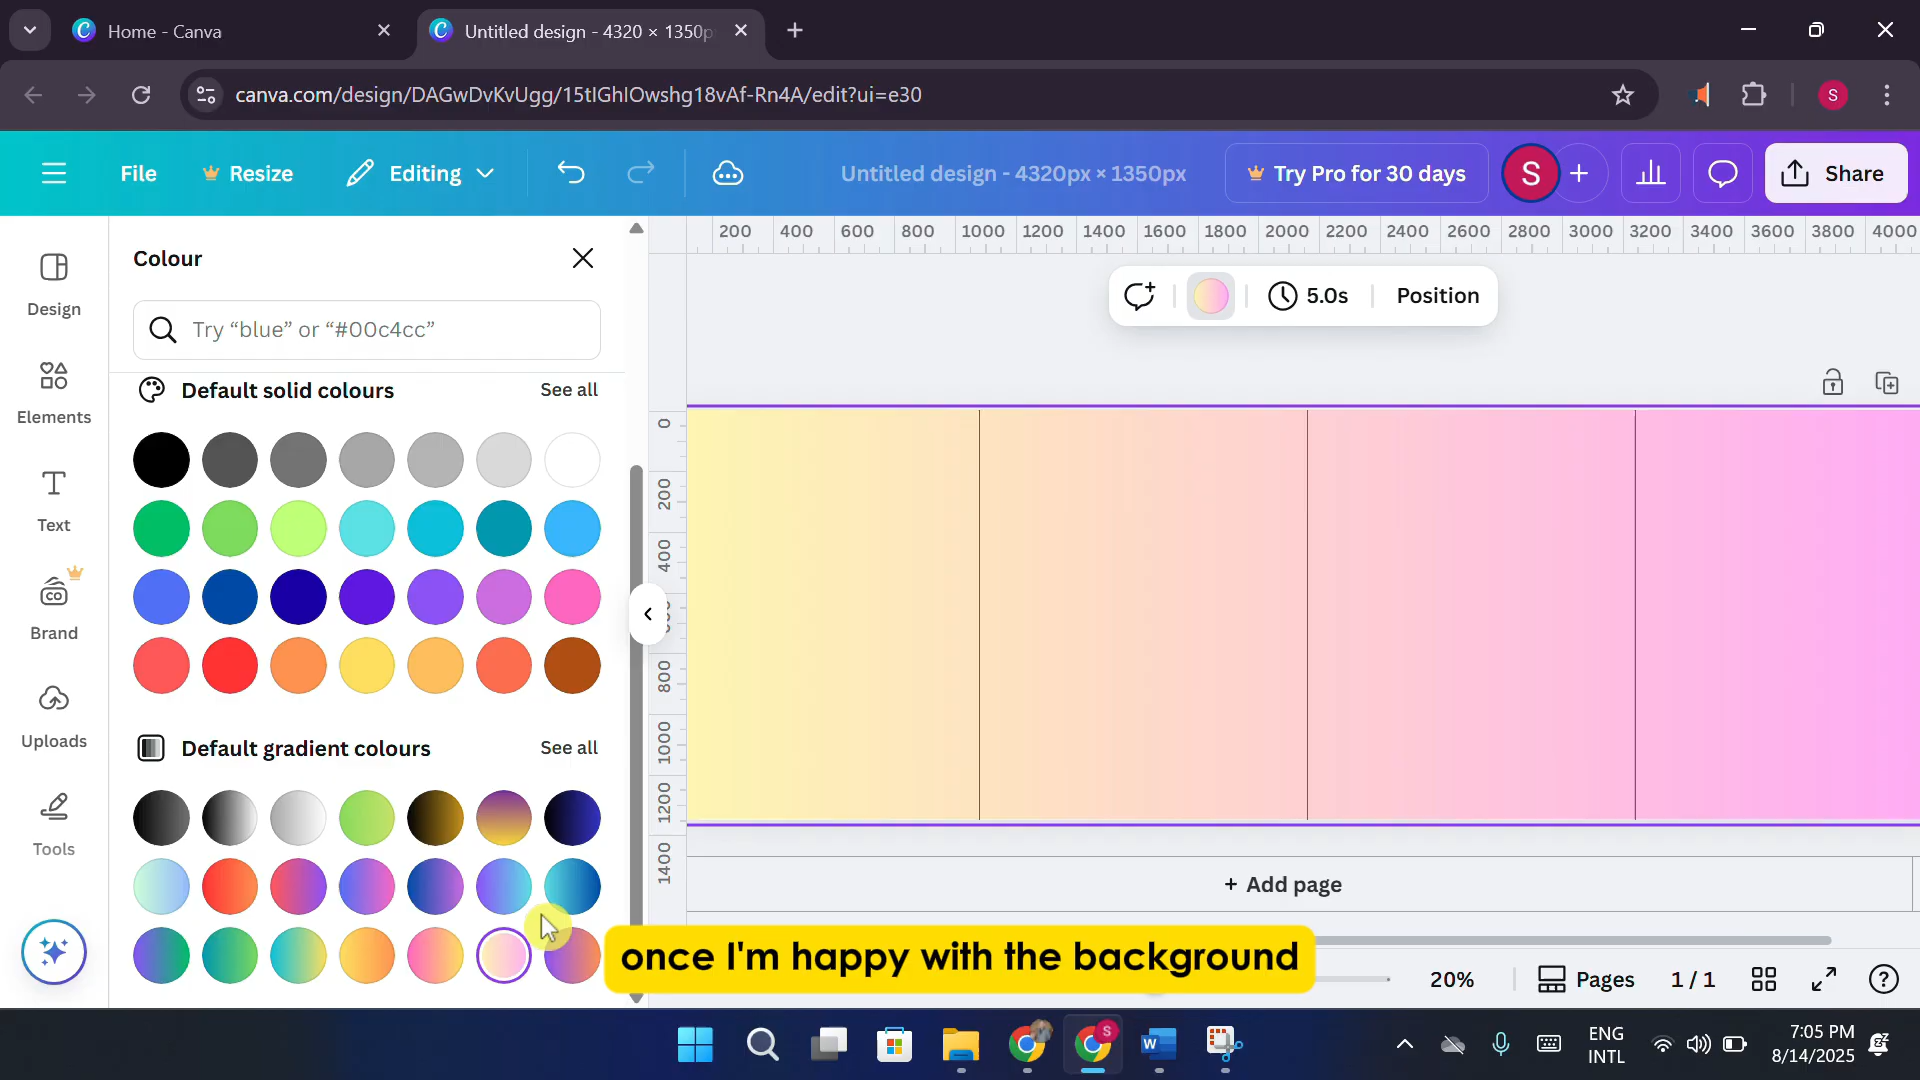 Home - Canva
Untitled design - 4320 × 1350p
canva.com/design/DAGwDvKvUgg/15tlGhlOwshg18vAf-Rn4A/edit?ui=e30
S
File
Resize
Editing
Untitled design - 4320px × 1350px
Try Pro for 30 days
S
Share
Design
Elements
Text
CO
Brand
Uploads
Tools
Colour
Try “blue” or “#00c4cc”
Default solid colours
See all
Default gradient colours
See all
200 400 600 800 1000 1200 1400 1600 1800 2000 2200 2400 2600 2800 3000 3200 3400 3600 3800 4000
0
200
400
800
1000
1200
1400
5.0s
Position
+ Add page
once I'm happy with the background
20%
Pages
1 / 1
S
W
ENG
INTL
7:05 PM
8/14/2025